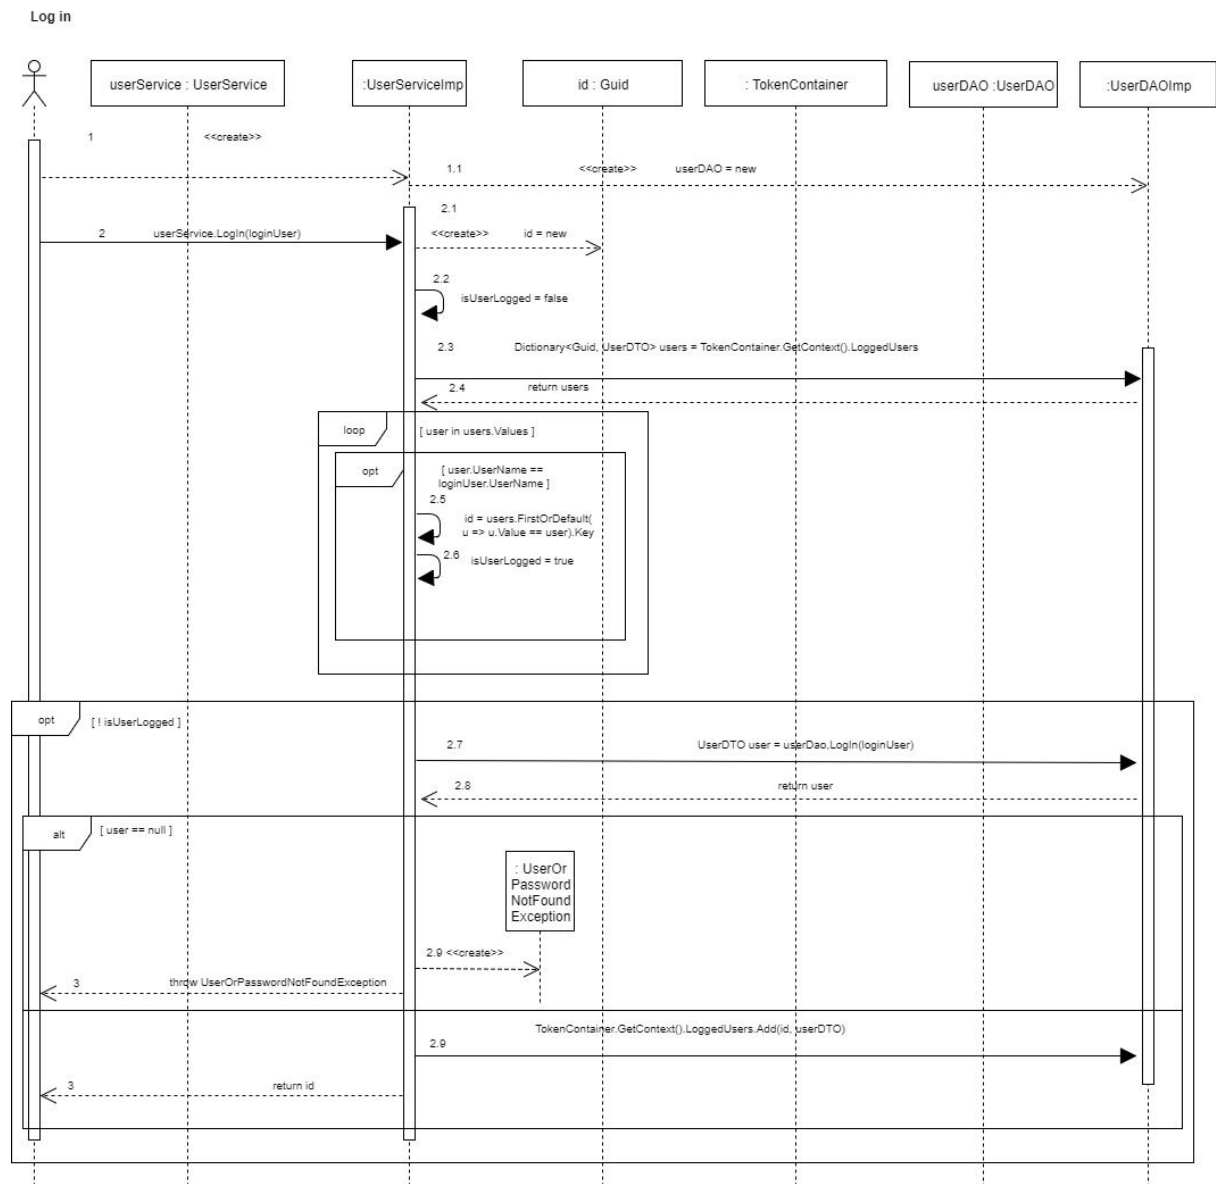 Log in
userService : UserService
:UserServiceImp
id : Guid
: TokenContainer
userDAO :UserDAO
:UserDAOImp
1
<<create>>
1.1
<<create>>
userDAO = new
2.1
2
userService.LogIn(loginUser)
<<create>>
id = new
2.2
isUserLogged = false
2.3
Dictionary<Guid, UserDTO> users = TokenContainer.GetContext().LoggedUsers
2.4
return users
loop
[ user in users.Values ]
opt
[ user.UserName ==
loginUser.UserName ]
2.5
id = users.FirstOrDefault(
u => u.Value == user).Key
2.6
isUserLogged = true
opt
[ ! isUserLogged ]
2.7
UserDTO user = userDao,LogIn(loginUser)
2.8
return user
alt
[ user == null ]
: UserOr
Password
NotFound
Exception
2.9 <<create>>
3
throw UserOrPasswordNotFoundException
TokenContainer.GetContext().LoggedUsers.Add(id, userDTO)
2.9
3
return id